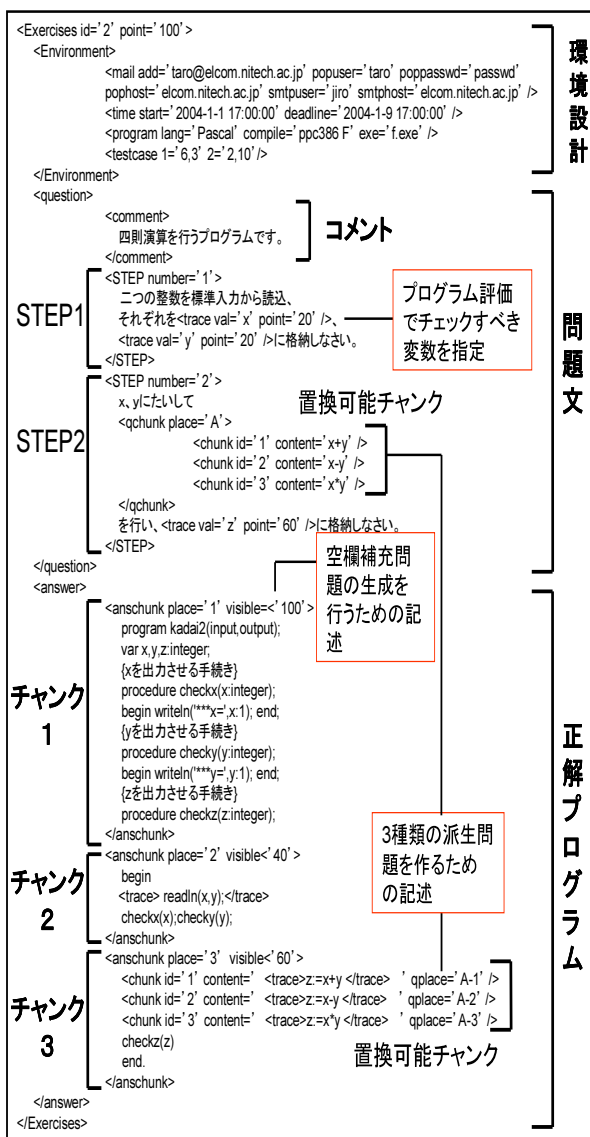 <Exercises id='2' point='100'>
<Environment>
<mail add='taro@elcom.nitech.ac.jp' popuser='taro' poppasswd='passwd'
pophost='elcom.nitech.ac.jp' smtpuser='jiro' smtphost='elcom.nitech.ac.jp' />
<time start='2004-1-1 17:00:00' deadline='2004-1-9 17:00:00' />
<program lang='Pascal' compile='ppc386 F' exe='f.exe' />
<testcase 1='6,3' 2='2,10'/>
</Environment>
環境設計
<question>
<comment>
四則演算を行うプログラムです。
</comment>
コメント
STEP1
<STEP number='1'>
二つの整数を標準入力から読込、
それぞれを<trace val='x' point='20' />、
<trace val='y' point='20' />に格納しなさい。
</STEP>
プログラム評価
でチェックすべき
変数を指定
STEP2
<STEP number='2'>
x、yにたいして
<qchunk place='A'>
置換可能チャンク
<chunk id='1' content='x+y' />
<chunk id='2' content='x-y' />
<chunk id='3' content='x*y' />
</qchunk>
を行い、<trace val='z' point='60' />に格納しなさい。
</STEP>
</question>
問題文
<answer>
空欄補充問
題の生成を
行うための記
述
チャンク
1
<anschunk place='1' visible=<'100'>
program kadai2(input,output);
var x,y,z:integer;
{xを出力させる手続き}
procedure checkx(x:integer);
begin writeln('***x=',x:1); end;
{yを出力させる手続き}
procedure checky(y:integer);
begin writeln('***y=',y:1); end;
{zを出力させる手続き}
procedure checkz(z:integer);
</anschunk>
3種類の派生問
題を作るため
の記述
チャンク
2
<anschunk place='2' visible<'40'>
begin
<trace> readln(x,y);</trace>
checkx(x);checky(y);
</anschunk>
チャンク
3
<anschunk place='3' visible<'60'>
<chunk id='1' content=' <trace>z:=x+y </trace> ' qplace='A-1' />
<chunk id='2' content=' <trace>z:=x-y </trace> ' qplace='A-2' />
<chunk id='3' content=' <trace>z:=x*y </trace> ' qplace='A-3' />
checkz(z)
end.
</anschunk>
置換可能チャンク
</answer>
</Exercises>
正解プログラム